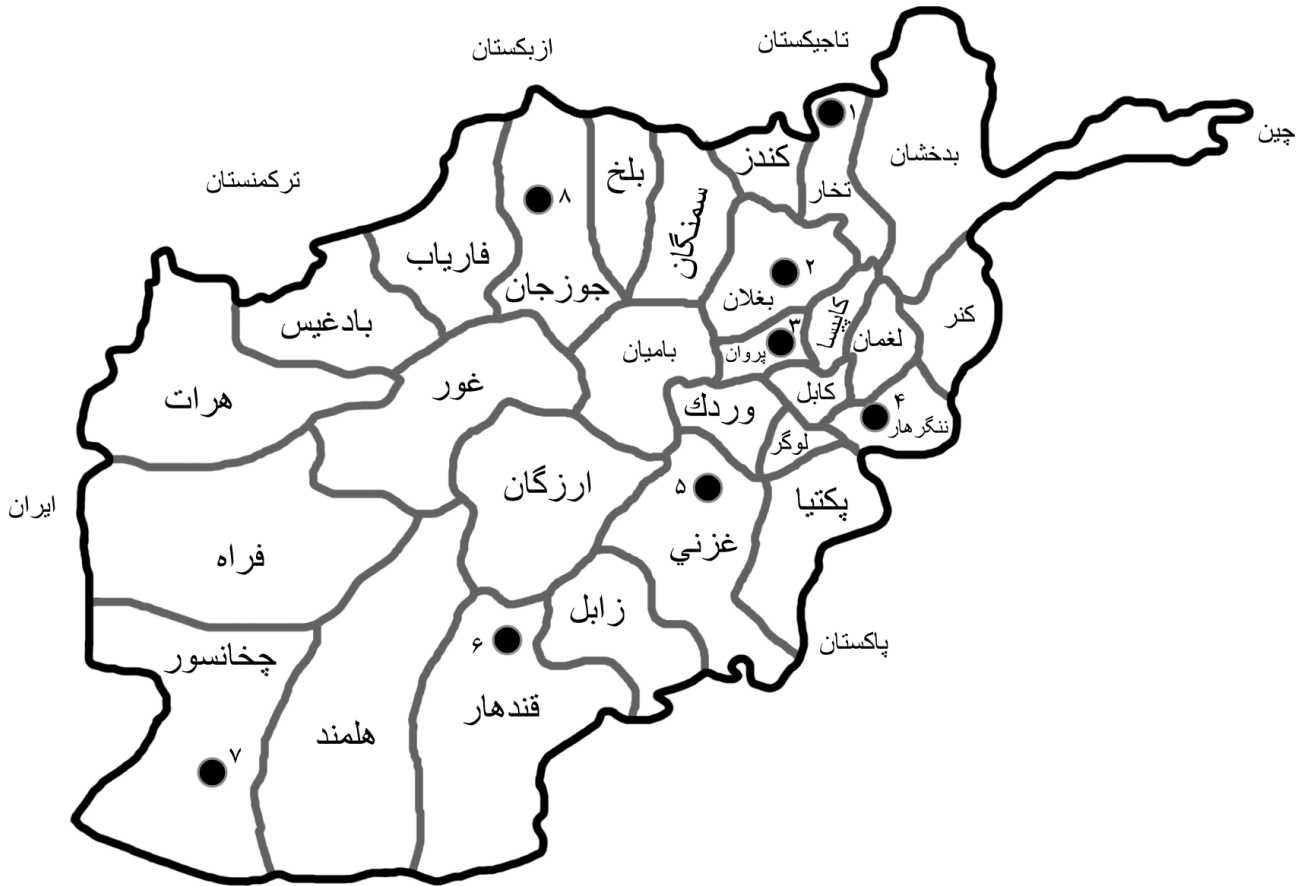 تاجیکستان
ازبکستان
چین
ترکمنستان
ایران
پاکستان
۱
بدخشان
تخار
کندز
بلخ
سمنگان
۸
جوزجان
فاریاب
بادغیس
هرات
غور
بامیان
۲
بغلان
۳
پروان
کاپیسا
لغمان
کنر
کابل
۴
ننگرهار
وردك
لوگر
پکتیا
۵
غزني
ارزگان
زابل
فراه
۶
قندهار
هلمند
چخانسور
۷